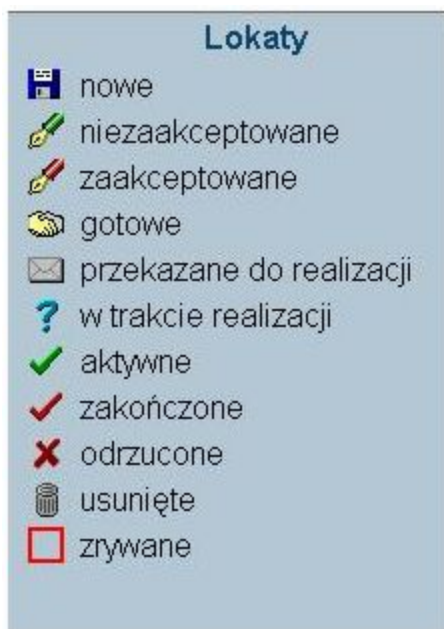 Lokaty
nowe
niezaakceptowane
zaakceptowane
gotowe
przekazane do realizacji
w trakcie realizacji
aktywne
zakończone
odrzucone
usunięte
zrywane